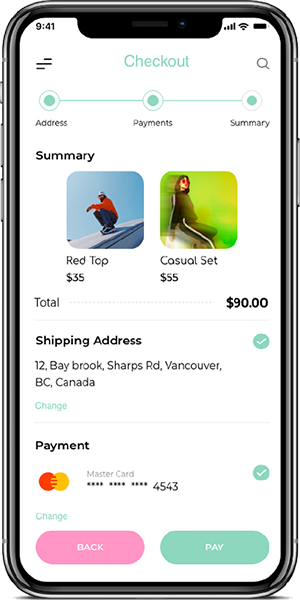 9:41
Checkout
Address Payments Summary
Summary
Red Top Casual Set
$35 $55
Total $90.00
Shipping Address
12, Bay brook, Sharps Rd, Vancouver,
BC, Canada
Change
Payment
Master Card
**** **** **** 4543
Change
BACK PAY